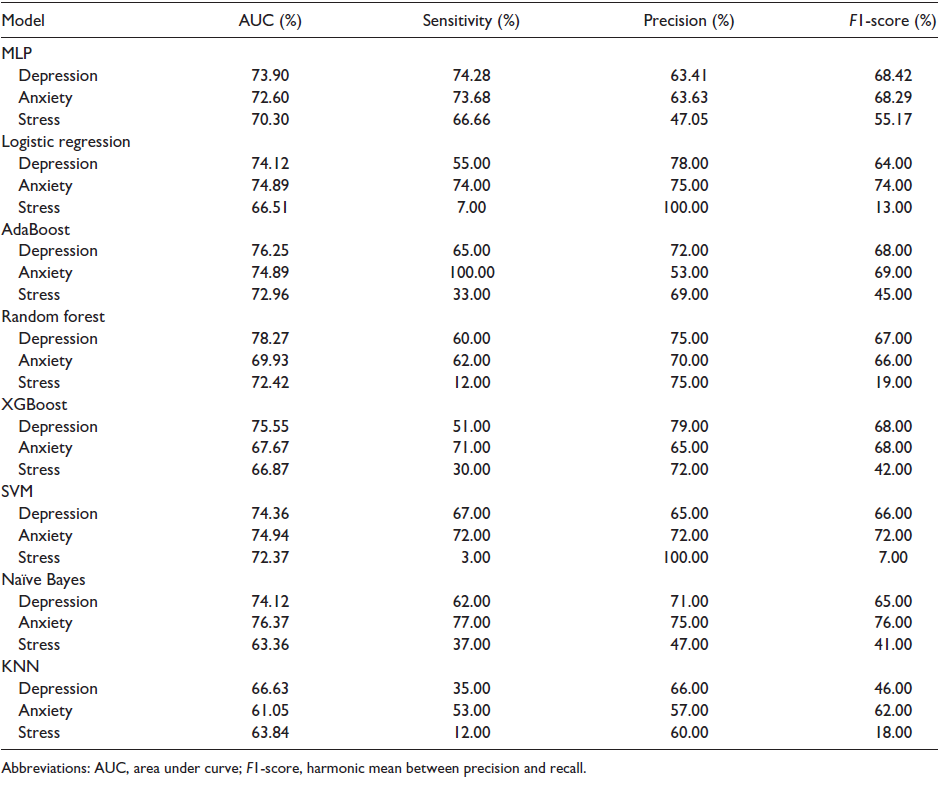 Model AUC (%) Sensitivity (%) Precision (%) F1-score (%)
MLP
Depression 73.90 74.28 63.41 68.42
Anxiety 72.60 73.68 63.63 68.29
Stress 70.30 66.66 47.05 55.17
Logistic regression
Depression 74.12 55.00 78.00 64.00
Anxiety 74.89 74.00 75.00 74.00
Stress 66.51 7.00 100.00 13.00
AdaBoost
Depression 76.25 65.00 72.00 68.00
Anxiety 74.89 100.00 53.00 69.00
Stress 72.96 33.00 69.00 45.00
Random forest
Depression 78.27 60.00 75.00 67.00
Anxiety 69.93 62.00 70.00 66.00
Stress 72.42 12.00 75.00 19.00
XGBoost
Depression 75.55 51.00 79.00 68.00
Anxiety 67.67 71.00 65.00 68.00
Stress 66.87 30.00 72.00 42.00
SVM
Depression 74.36 67.00 65.00 66.00
Anxiety 74.94 72.00 72.00 72.00
Stress 72.37 3.00 100.00 7.00
Naïve Bayes
Depression 74.12 62.00 71.00 65.00
Anxiety 76.37 77.00 75.00 76.00
Stress 63.36 37.00 47.00 41.00
KNN
Depression 66.63 35.00 66.00 46.00
Anxiety 61.05 53.00 57.00 62.00
Stress 63.84 12.00 60.00 18.00
Abbreviations: AUC, area under curve; F1-score, harmonic mean between precision and recall.